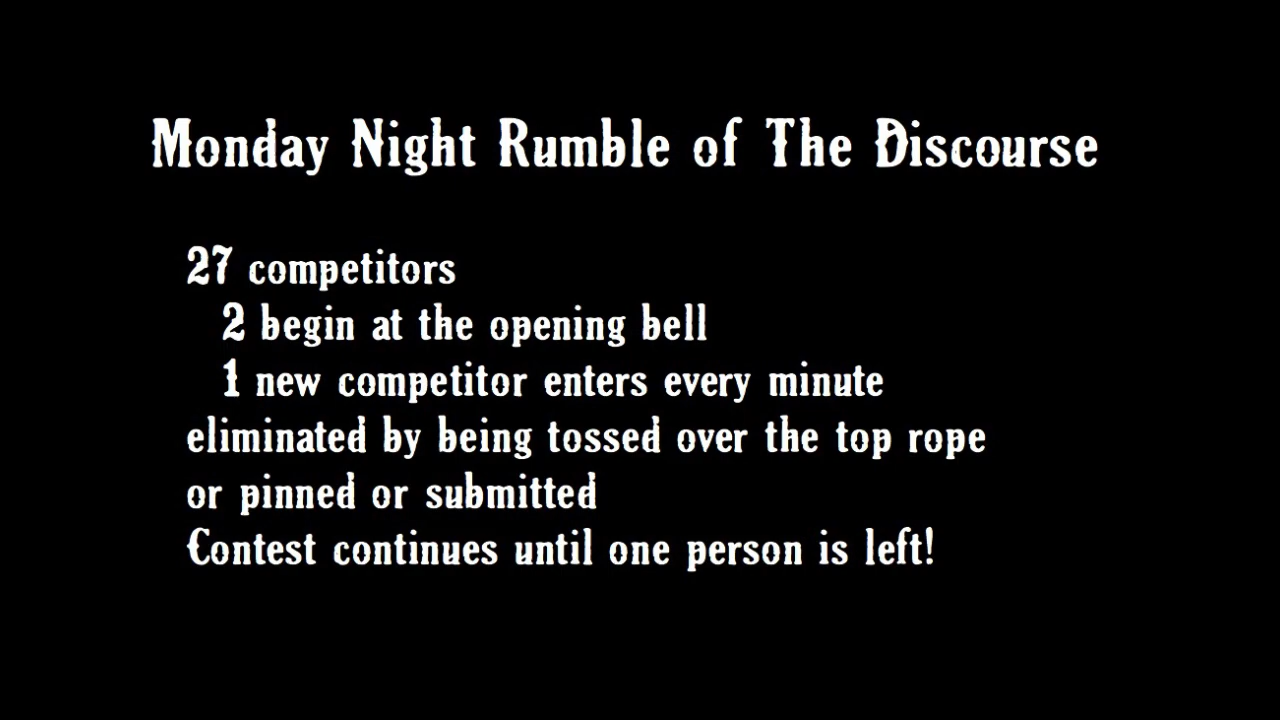 Monday Night Rumble of The Discourse
27 competitors
2 begin at the opening bell
1 new competitor enters every minute
eliminated by being tossed over the top rope
or pinned or submitted
Contest continues until one person is left!